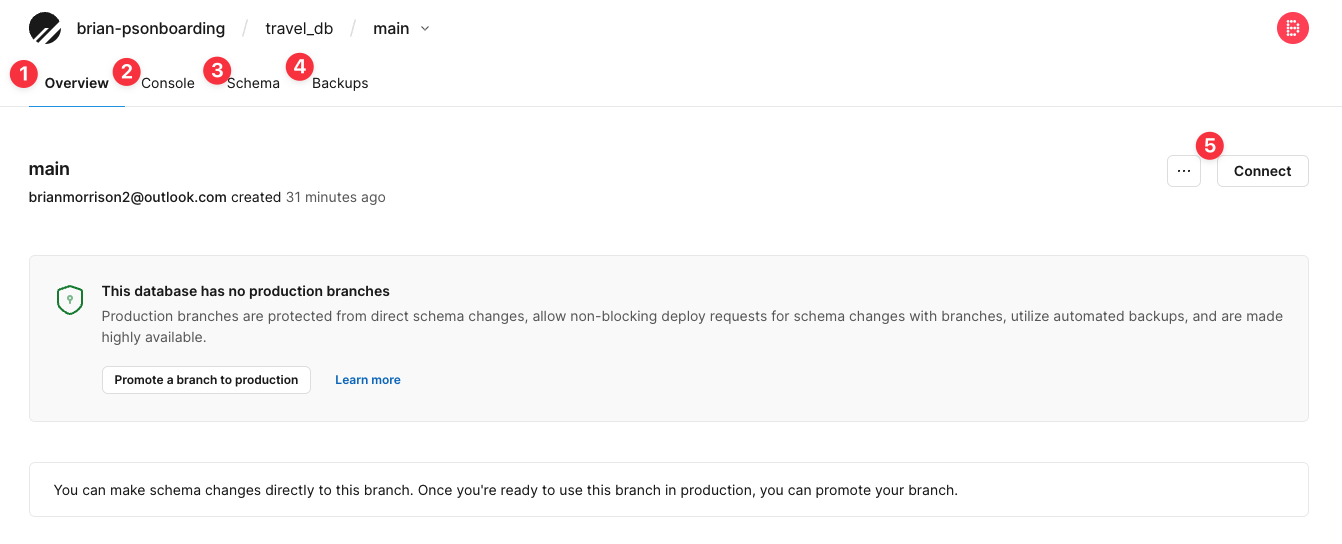 brian-psonboarding / travel_db / main
1 Overview 2 Console 3 Schema 4 Backups
main
5
... Connect
brianmorrison2@outlook.com created 31 minutes ago
This database has no production branches
Production branches are protected from direct schema changes, allow non-blocking deploy requests for schema changes with branches, utilize automated backups, and are made
highly available.
Promote a branch to production Learn more
You can make schema changes directly to this branch. Once you're ready to use this branch in production, you can promote your branch.